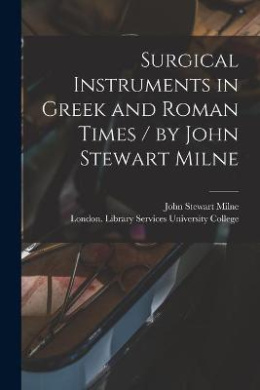 Surgical
Instruments in
Greek and Roman
Times / by John
Stewart Milne
John Stewart Milne
London. Library Services University College